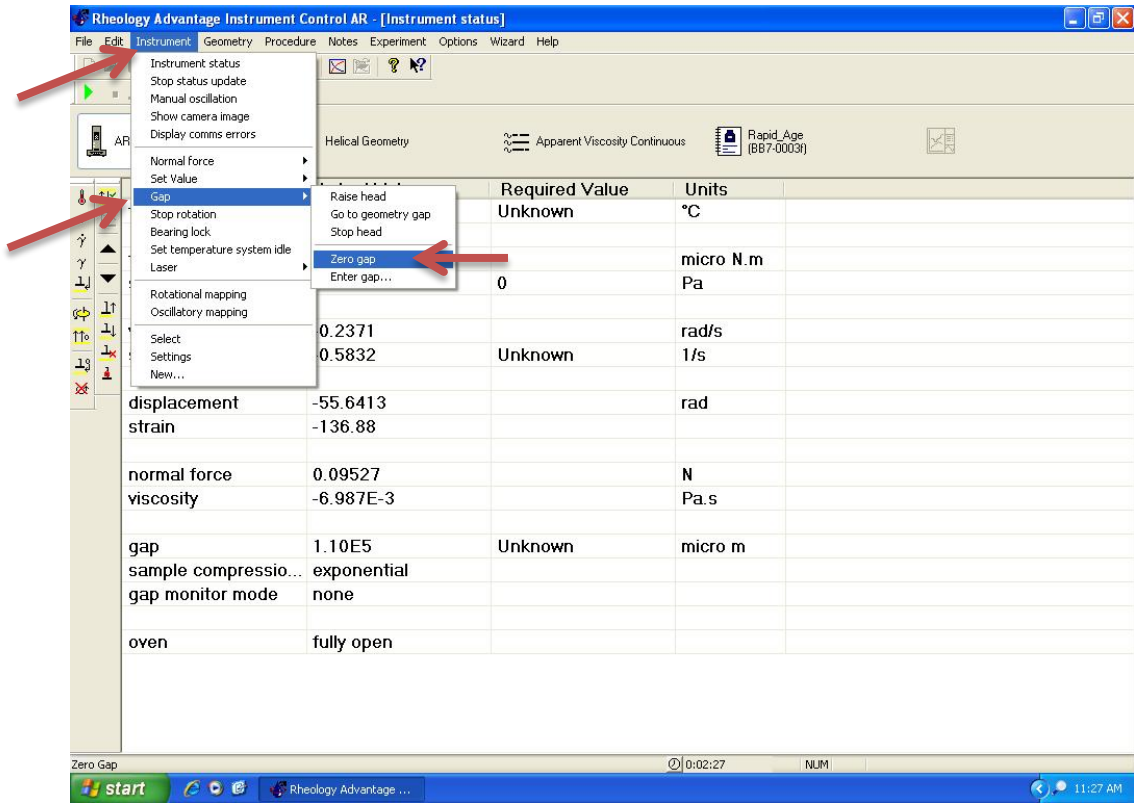 Rheology Advantage Instrument Control AR - [Instrument status]
File Edit Instrument Geometry Procedure Notes Experiment Options Wizard Help
Instrument status
Stop status update
Manual oscillation
Show camera image
Display comms errors
Normal force
Set Value
Gap
Stop rotation
Bearing lock
Set temperature system idle
Laser
Rotational mapping
Oscillatory mapping
Select
Settings
New...
Raise head
Go to geometry gap
Stop head
Zero gap
Enter gap...
AR
Helical Geometry
Apparent Viscosity Continuous
Rapid_Age
(BB7-0003f)
Required Value Units
Unknown °C
micro N.m
0 Pa
0.2371 rad/s
0.5832 Unknown 1/s
displacement -55.6413 rad
strain -136.88
normal force 0.09527 N
viscosity -6.987E-3 Pa.s
gap 1.10E5 Unknown micro m
sample compressio... exponential
gap monitor mode none
oven fully open
Zero Gap 0:02:27 NUM
start Rheology Advantage ... 11:27 AM